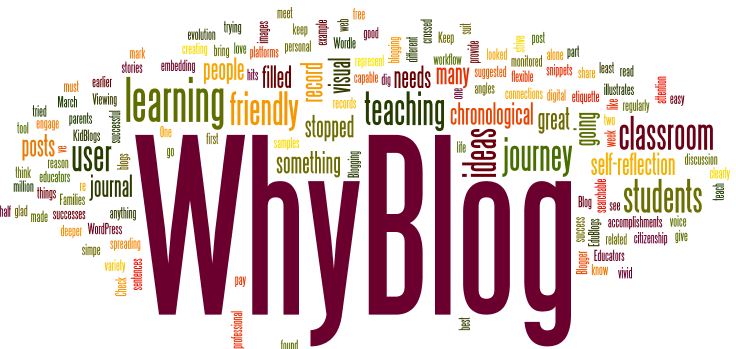 meet
free
evolution
trying
images
keep
example
web
good
crossed
Keep
suit
slide
post
creating
bring
love
platforms
personal
Wordle
different
blogging
looked
alone
part
mark
stories
embedding
people
hits
filled
record
visual
represent
capable
dig
needs
workflow
many
suggested
monitored
flexible
snippets
share
least
read
must
earlier
Viewing
learning
friendly
records
teaching
one
chronological
angles
connections
digital
etiquette
like
illustrates
regularly
attention
easy
tried
March
parents
successful
One
first
samples
stopped
great
going
two
week
classroom
tool
engage
KidBlogs
posts
ve
user
blogs
go
something
Blogging
life
ideas
journey
self-reflection
discussion
clearly
think
reason
educators
re
journal
million
things
Families
anything
Blog
searchable
see
students
teach
half
glad
made
successes
WordPress
deeper
simpe
spreading
WhyBlog
success
EduBlogs
accomplishments
voice
related
citizenship
give
variety
Check
sentences
pay
Blogger
Educators
know
vivid
professional
best
found